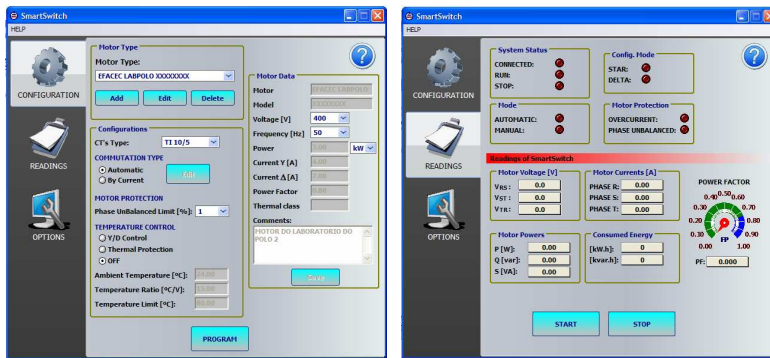 SmartSwitch
HELP
CONFIGURATION
READINGS
OPTIONS
Motor Type
Motor Type:
EFACEC LABPOLO XXXXXXXX
Add Edit Delete
Configurations
CT's Type: TI 10/5
COMMUTATION TYPE
Automatic
By Current
Edit
MOTOR PROTECTION
Phase UnBalanced Limit [%]: 1
TEMPERATURE CONTROL
Y/D Control
Thermal Protection
OFF
Ambient Temperature [ºC]:
Temperature Ratio [ºC/V]:
Temperature Limit [ºC]:
Motor Data
Motor EFACEC LABPOLO
Model XXXXXXXX
Voltage [V] 400
Frequency [Hz] 50
Power 3.00 kW
Current Y [A]
Current Δ [A]
Power Factor
Thermal class
Comments:
MOTOR DO LABORATORIO DO
POLO 2
Save
PROGRAM
SmartSwitch
HELP
CONFIGURATION
READINGS
OPTIONS
System Status
CONNECTED:
RUN:
STOP:
Config. Mode
STAR:
DELTA:
Mode
AUTOMATIC:
MANUAL:
Motor Protection
OVERCURRENT:
PHASE UNBALANCED:
Readings of SmartSwitch
Motor Voltage [V]
VRS: 0.0
VST: 0.0
VTR: 0.0
Motor Currents [A]
PHASE R: 0.00
PHASE S: 0.00
PHASE T: 0.00
Motor Powers
P [W]: 0.00
Q [var]: 0.00
S [VA]: 0.00
Consumed Energy
[kW.h]: 0
[kvar.h]: 0
POWER FACTOR
0.40 0.50 0.60
0.30 0.70
0.20 0.80
0.10 0.90
0.00 1.00
FP
PF: 0.000
START STOP